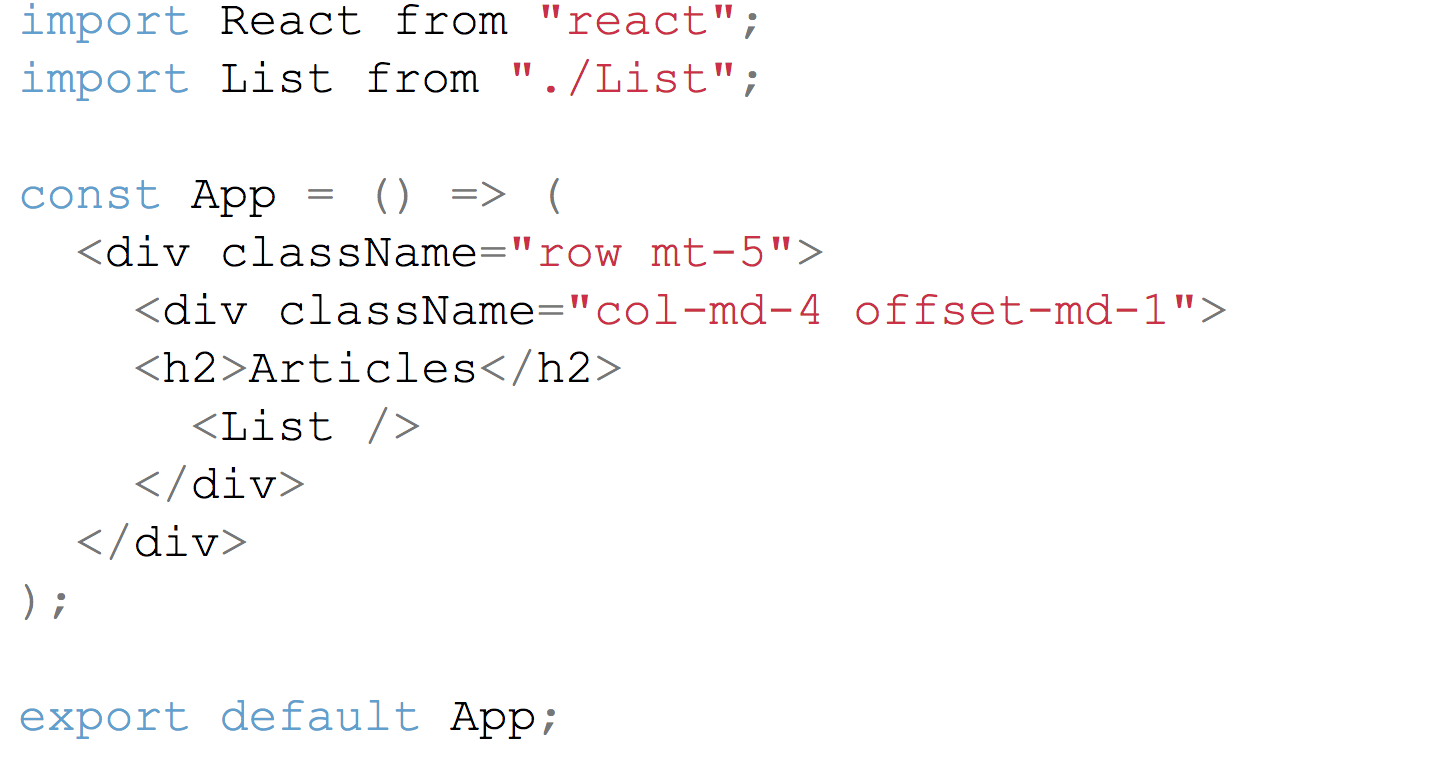 import React from "react";
import List from "./List";

const App = () => (
  <div className="row mt-5">
    <div className="col-md-4 offset-md-1">
    <h2>Articles</h2>
      <List />
    </div>
  </div>
);

export default App;